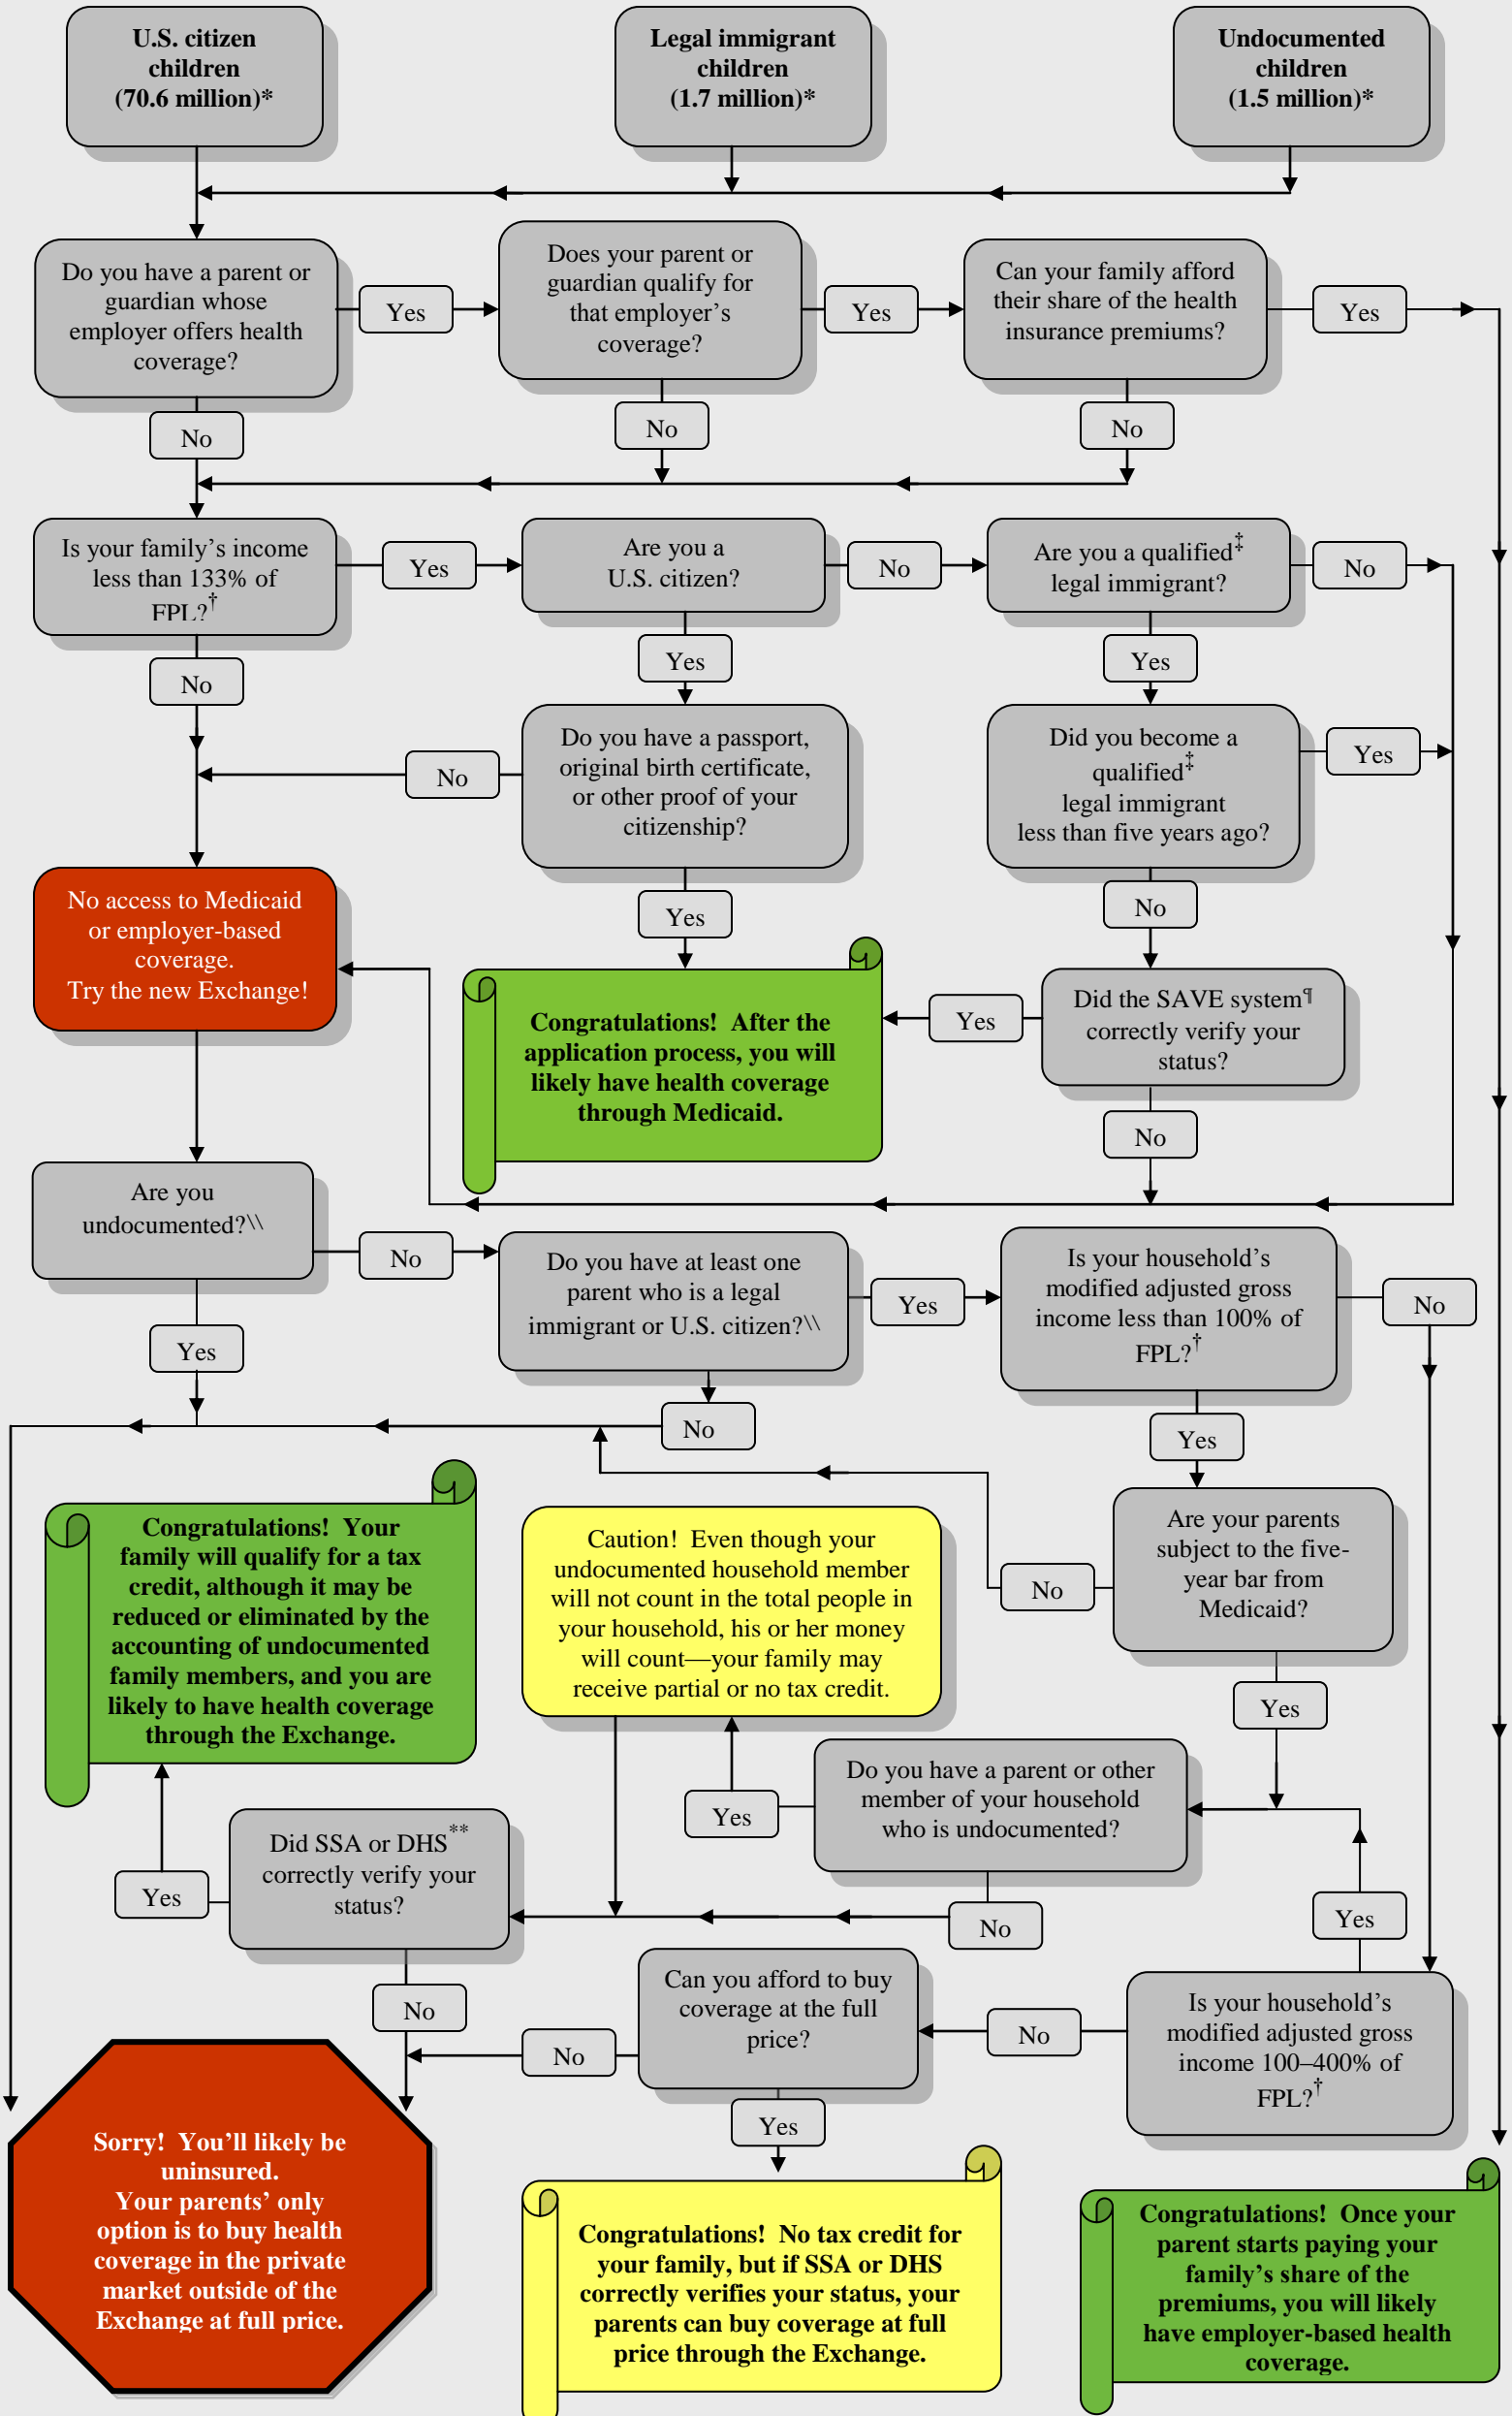 U.S. citizen
children
(70.6 million)*
Legal immigrant
children
(1.7 million)*
Undocumented
children
(1.5 million)*
Do you have a parent or
guardian whose
employer offers health
coverage?
Yes
Does your parent or
guardian qualify for
that employer's
coverage?
Yes
Can your family afford
their share of the health
insurance premiums?
Yes
No
No
No
Is your family's income
less than 133% of
FPL?†
Yes
Are you a
U.S. citizen?
No
Are you a qualified‡
legal immigrant?
No
No
Yes
Yes
Do you have a passport,
original birth certificate,
or other proof of your
citizenship?
No
Did you become a
qualified‡
legal immigrant
less than five years ago?
Yes
No access to Medicaid
or employer-based
coverage.
Try the new Exchange!
Yes
No
Congratulations!  After the
application process, you will
likely have health coverage
through Medicaid.
Yes
Did the SAVE system¶
correctly verify your
status?
No
Are you
undocumented?\\
No
Do you have at least one
parent who is a legal
immigrant or U.S. citizen?\\
Yes
Is your household's
modified adjusted gross
income less than 100% of
FPL?†
No
Yes
No
Yes
Congratulations!  Your
family will qualify for a tax
credit, although it may be
reduced or eliminated by the
accounting of undocumented
family members, and you are
likely to have health coverage
through the Exchange.
Caution!  Even though your
undocumented household member
will not count in the total people in
your household, his or her money
will count—your family may
receive partial or no tax credit.
No
Are your parents
subject to the five-
year bar from
Medicaid?
Yes
Do you have a parent or other
member of your household
who is undocumented?
Yes
Did SSA or DHS**
correctly verify your
status?
Yes
No
Yes
No
Can you afford to buy
coverage at the full
price?
No
No
Is your household's
modified adjusted gross
income 100–400% of
FPL?†
Yes
Sorry!  You'll likely be
uninsured.
Your parents' only
option is to buy health
coverage in the private
market outside of the
Exchange at full price.
Congratulations!  No tax credit for
your family, but if SSA or DHS
correctly verifies your status, your
parents can buy coverage at full
price through the Exchange.
Congratulations!  Once your
parent starts paying your
family's share of the
premiums, you will likely
have employer-based health
coverage.